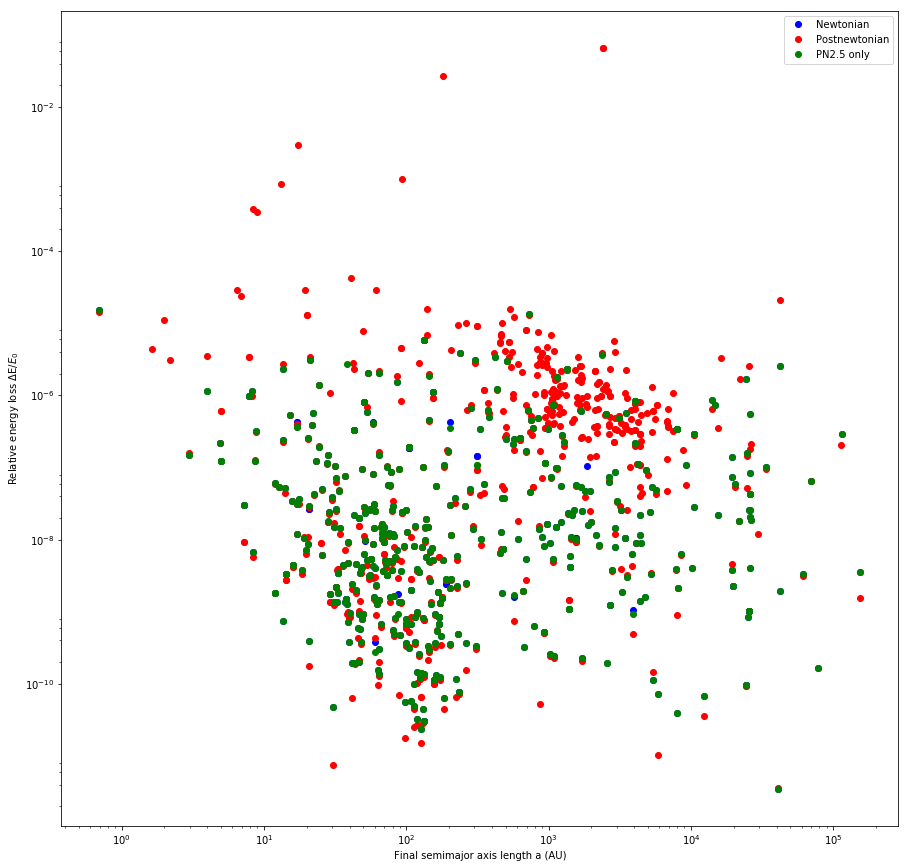 Newtonian
Postnewtonian
PN2.5 only
10⁻²
10⁻⁴
10⁻⁶
10⁻⁸
10⁻¹⁰
Relative energy loss ΔE/E₀
10⁰
10¹
10²
10³
10⁴
10⁵
Final semimajor axis length a (AU)